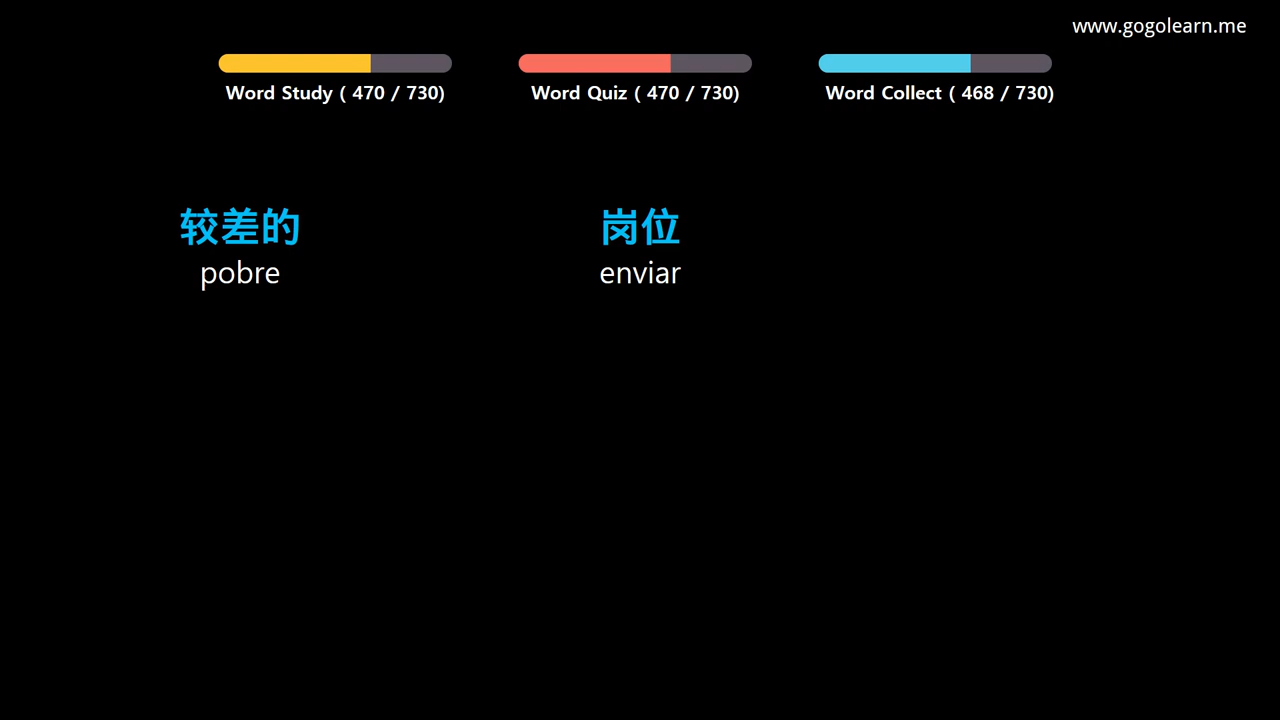 www.gogolearn.me
Word Study ( 470 / 730)
Word Quiz ( 470 / 730)
Word Collect ( 468 / 730)
较差的
pobre
岗位
enviar